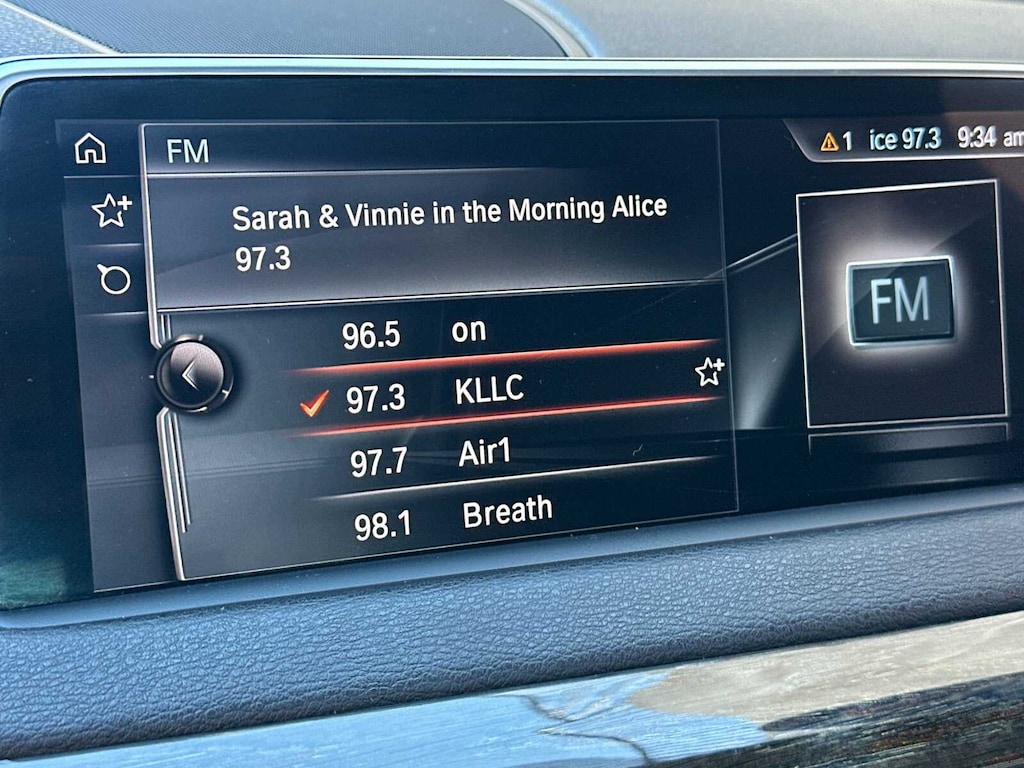 FM
1 ice 97.3 9:34 am
Sarah & Vinnie in the Morning Alice
97.3
FM
96.5 on
97.3 KLLC
97.7 Air1
98.1 Breath